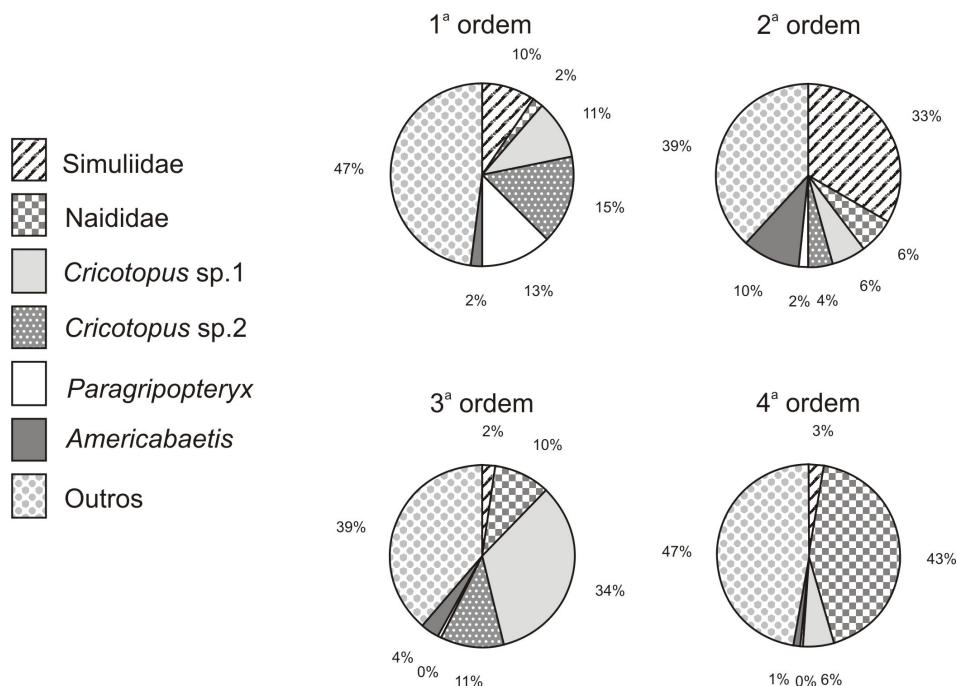 1ª ordem
10%
2%
11%
15%
13%
2%
47%
2ª ordem
33%
6%
6%
4%
2%
10%
39%
Simuliidae
Naididae
Cricotopus sp.1
Cricotopus sp.2
Paragripopteryx
Americabaetis
Outros
3ª ordem
2%
10%
34%
11%
0%
4%
39%
4ª ordem
3%
43%
6%
0%
1%
47%